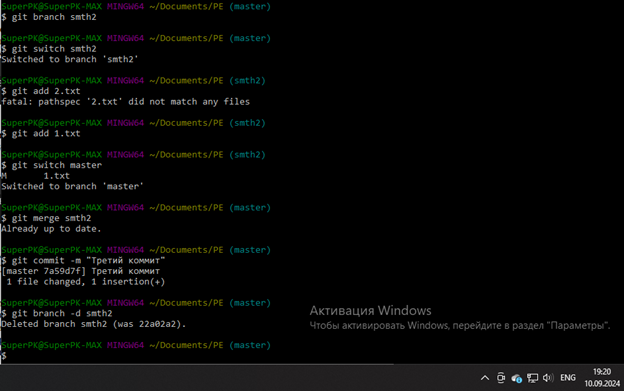 SuperPK@SuperPK-MAX MINGW64 ~/Documents/PE (master)
$ git branch smth2
SuperPK@SuperPK-MAX MINGW64 ~/Documents/PE (master)
$ git switch smth2
Switched to branch 'smth2'
SuperPK@SuperPK-MAX MINGW64 ~/Documents/PE (smth2)
$ git add 2.txt
fatal: pathspec '2.txt' did not match any files
SuperPK@SuperPK-MAX MINGW64 ~/Documents/PE (smth2)
$ git add 1.txt
SuperPK@SuperPK-MAX MINGW64 ~/Documents/PE (smth2)
$ git switch master
M       1.txt
Switched to branch 'master'
SuperPK@SuperPK-MAX MINGW64 ~/Documents/PE (master)
$ git merge smth2
Already up to date.
SuperPK@SuperPK-MAX MINGW64 ~/Documents/PE (master)
$ git commit -m "Третий коммит"
[master 7a59d7f] Третий коммит
 1 file changed, 1 insertion(+)
SuperPK@SuperPK-MAX MINGW64 ~/Documents/PE (master)
$ git branch -d smth2
Deleted branch smth2 (was 22a02a2).
SuperPK@SuperPK-MAX MINGW64 ~/Documents/PE (master)
$
Активация Windows
Чтобы активировать Windows, перейдите в раздел "Параметры".
ENG
19:20
10.09.2024